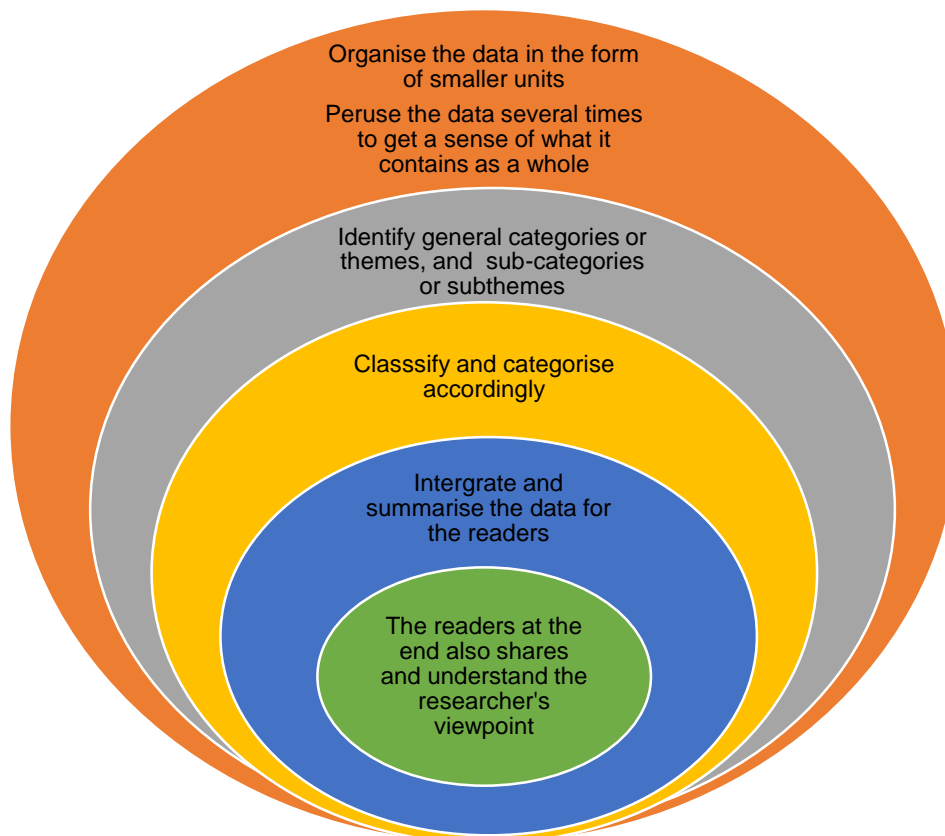 Organise the data in the form
of smaller units
Peruse the data several times
to get a sense of what it
contains as a whole
Identify general categories or
themes, and  sub-categories
or subthemes
Classsify and categorise
accordingly
Intergrate and
summarise the data for
the readers
The readers at the
end also shares
and understand the
researcher's
viewpoint